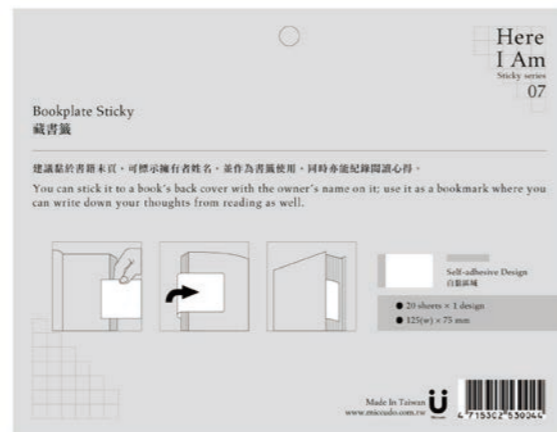 Here
I Am
Sticky series
07
Bookplate Sticky
藏書籤
建議黏於書籍末頁，可標示擁有者姓名，並作為書籤使用，同時亦能紀錄閱讀心得。
You can stick it to a book's back cover with the owner's name on it; use it as a bookmark where you
can write down your thoughts from reading as well.
Self-adhesive Design
自黏區域
● 20 sheets × 1 design
● 125(w) × 75 mm
Made In Taiwan
www.miccudo.com.tw